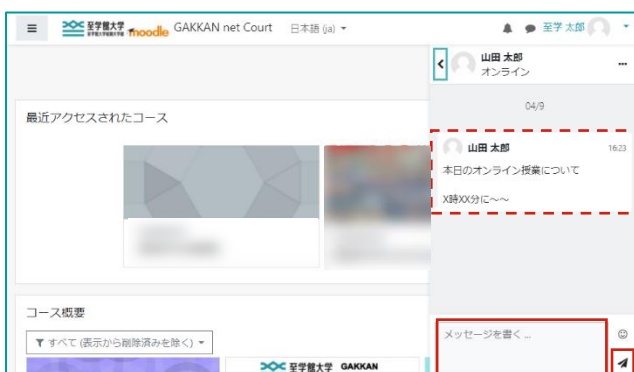 至学館大学
moodle
GAKKAN net Court
日本語 (ja)
至学 太郎
山田 太郎
オンライン
04/9
最近アクセスされたコース
山田 太郎
16:23
本日のオンライン授業について
X時XX分に～～
コース概要
すべて (表示から削除済みを除く)
メッセージを書く ...
至学館大学 GAKKAN